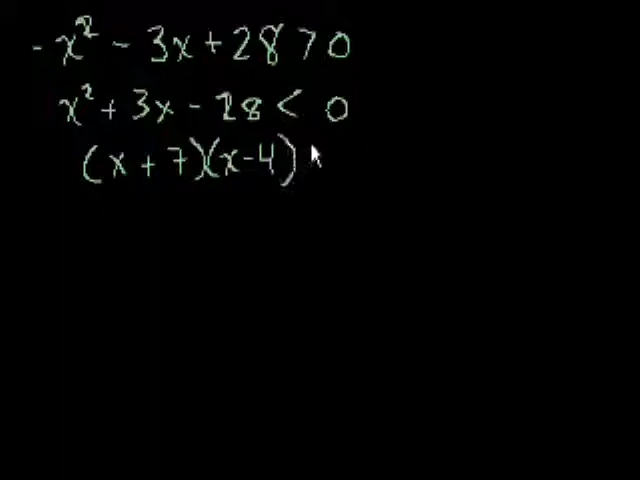 -x² - 3x + 28 > 0
x² + 3x - 28 < 0
(x + 7)(x - 4)